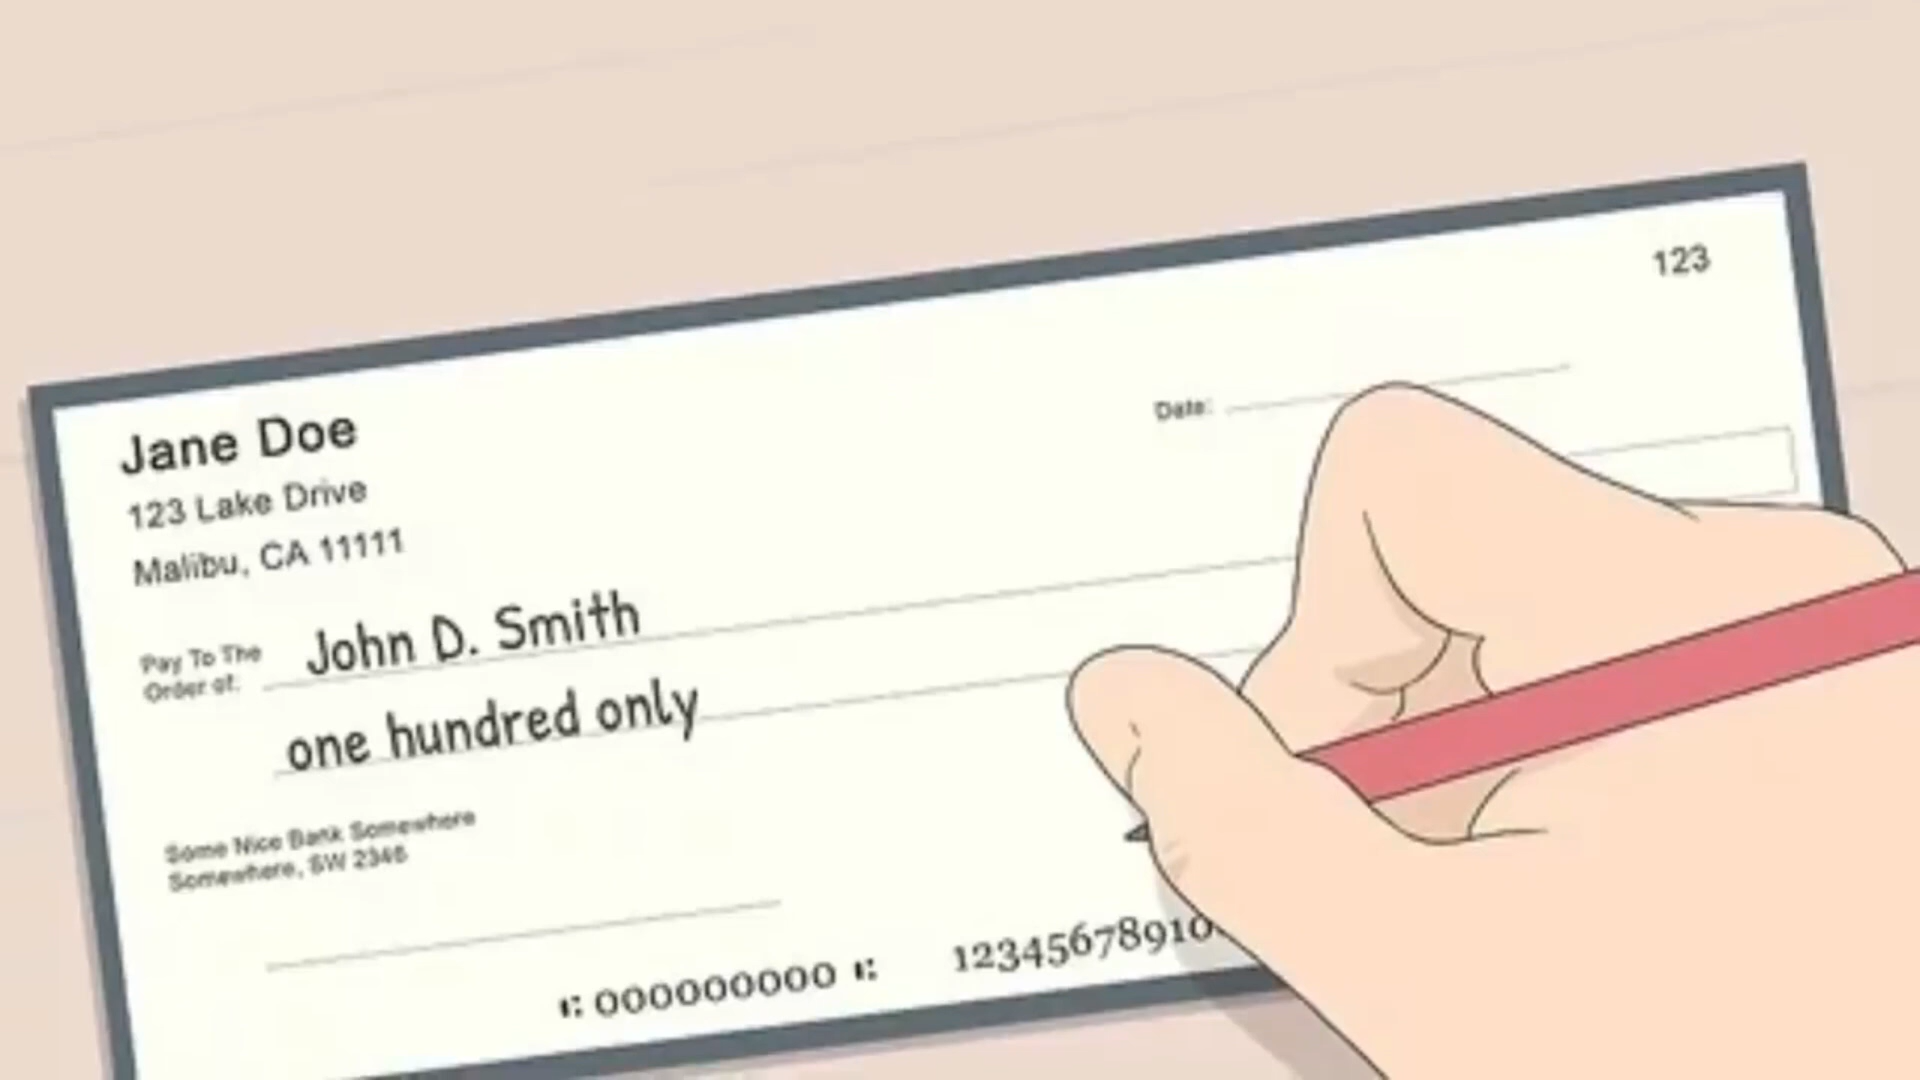 123
Date:
Jane Doe
123 Lake Drive
Malibu, CA 11111
Pay To The
Order of:
John D. Smith
one hundred only
Some Nice Bank Somewhere
Somewhere, SW 2346
⑆ 000000000 ⑆ 12345678910